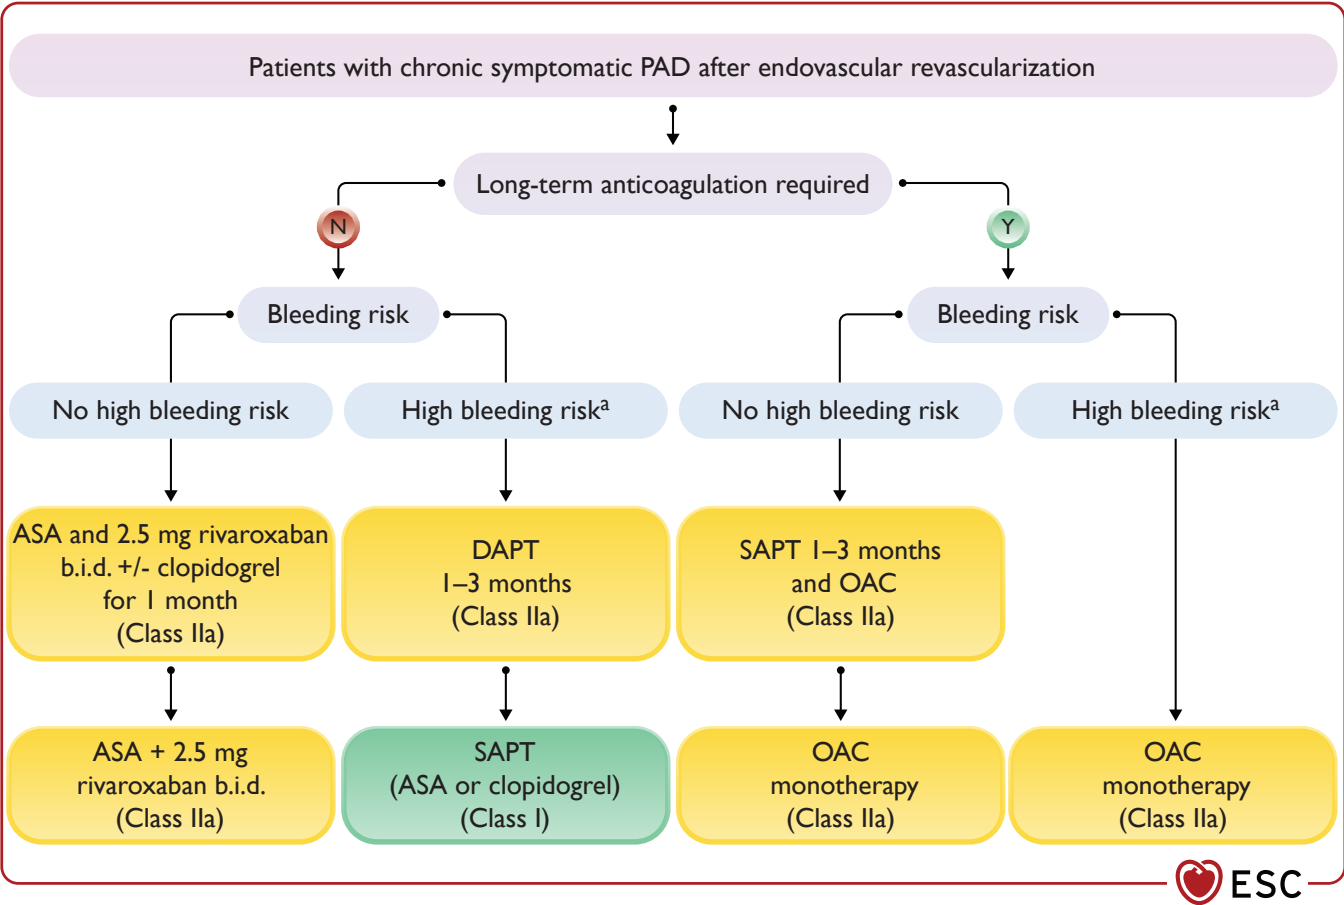 Patients with chronic symptomatic PAD after endovascular revascularization
Long-term anticoagulation required
N
Y
Bleeding risk
Bleeding risk
No high bleeding risk
High bleeding riskᵃ
No high bleeding risk
High bleeding riskᵃ
ASA and 2.5 mg rivaroxaban
b.i.d. +/- clopidogrel
for 1 month
(Class IIa)
DAPT
1–3 months
(Class IIa)
SAPT 1–3 months
and OAC
(Class IIa)
ASA + 2.5 mg
rivaroxaban b.i.d.
(Class IIa)
SAPT
(ASA or clopidogrel)
(Class I)
OAC
monotherapy
(Class IIa)
OAC
monotherapy
(Class IIa)
ESC